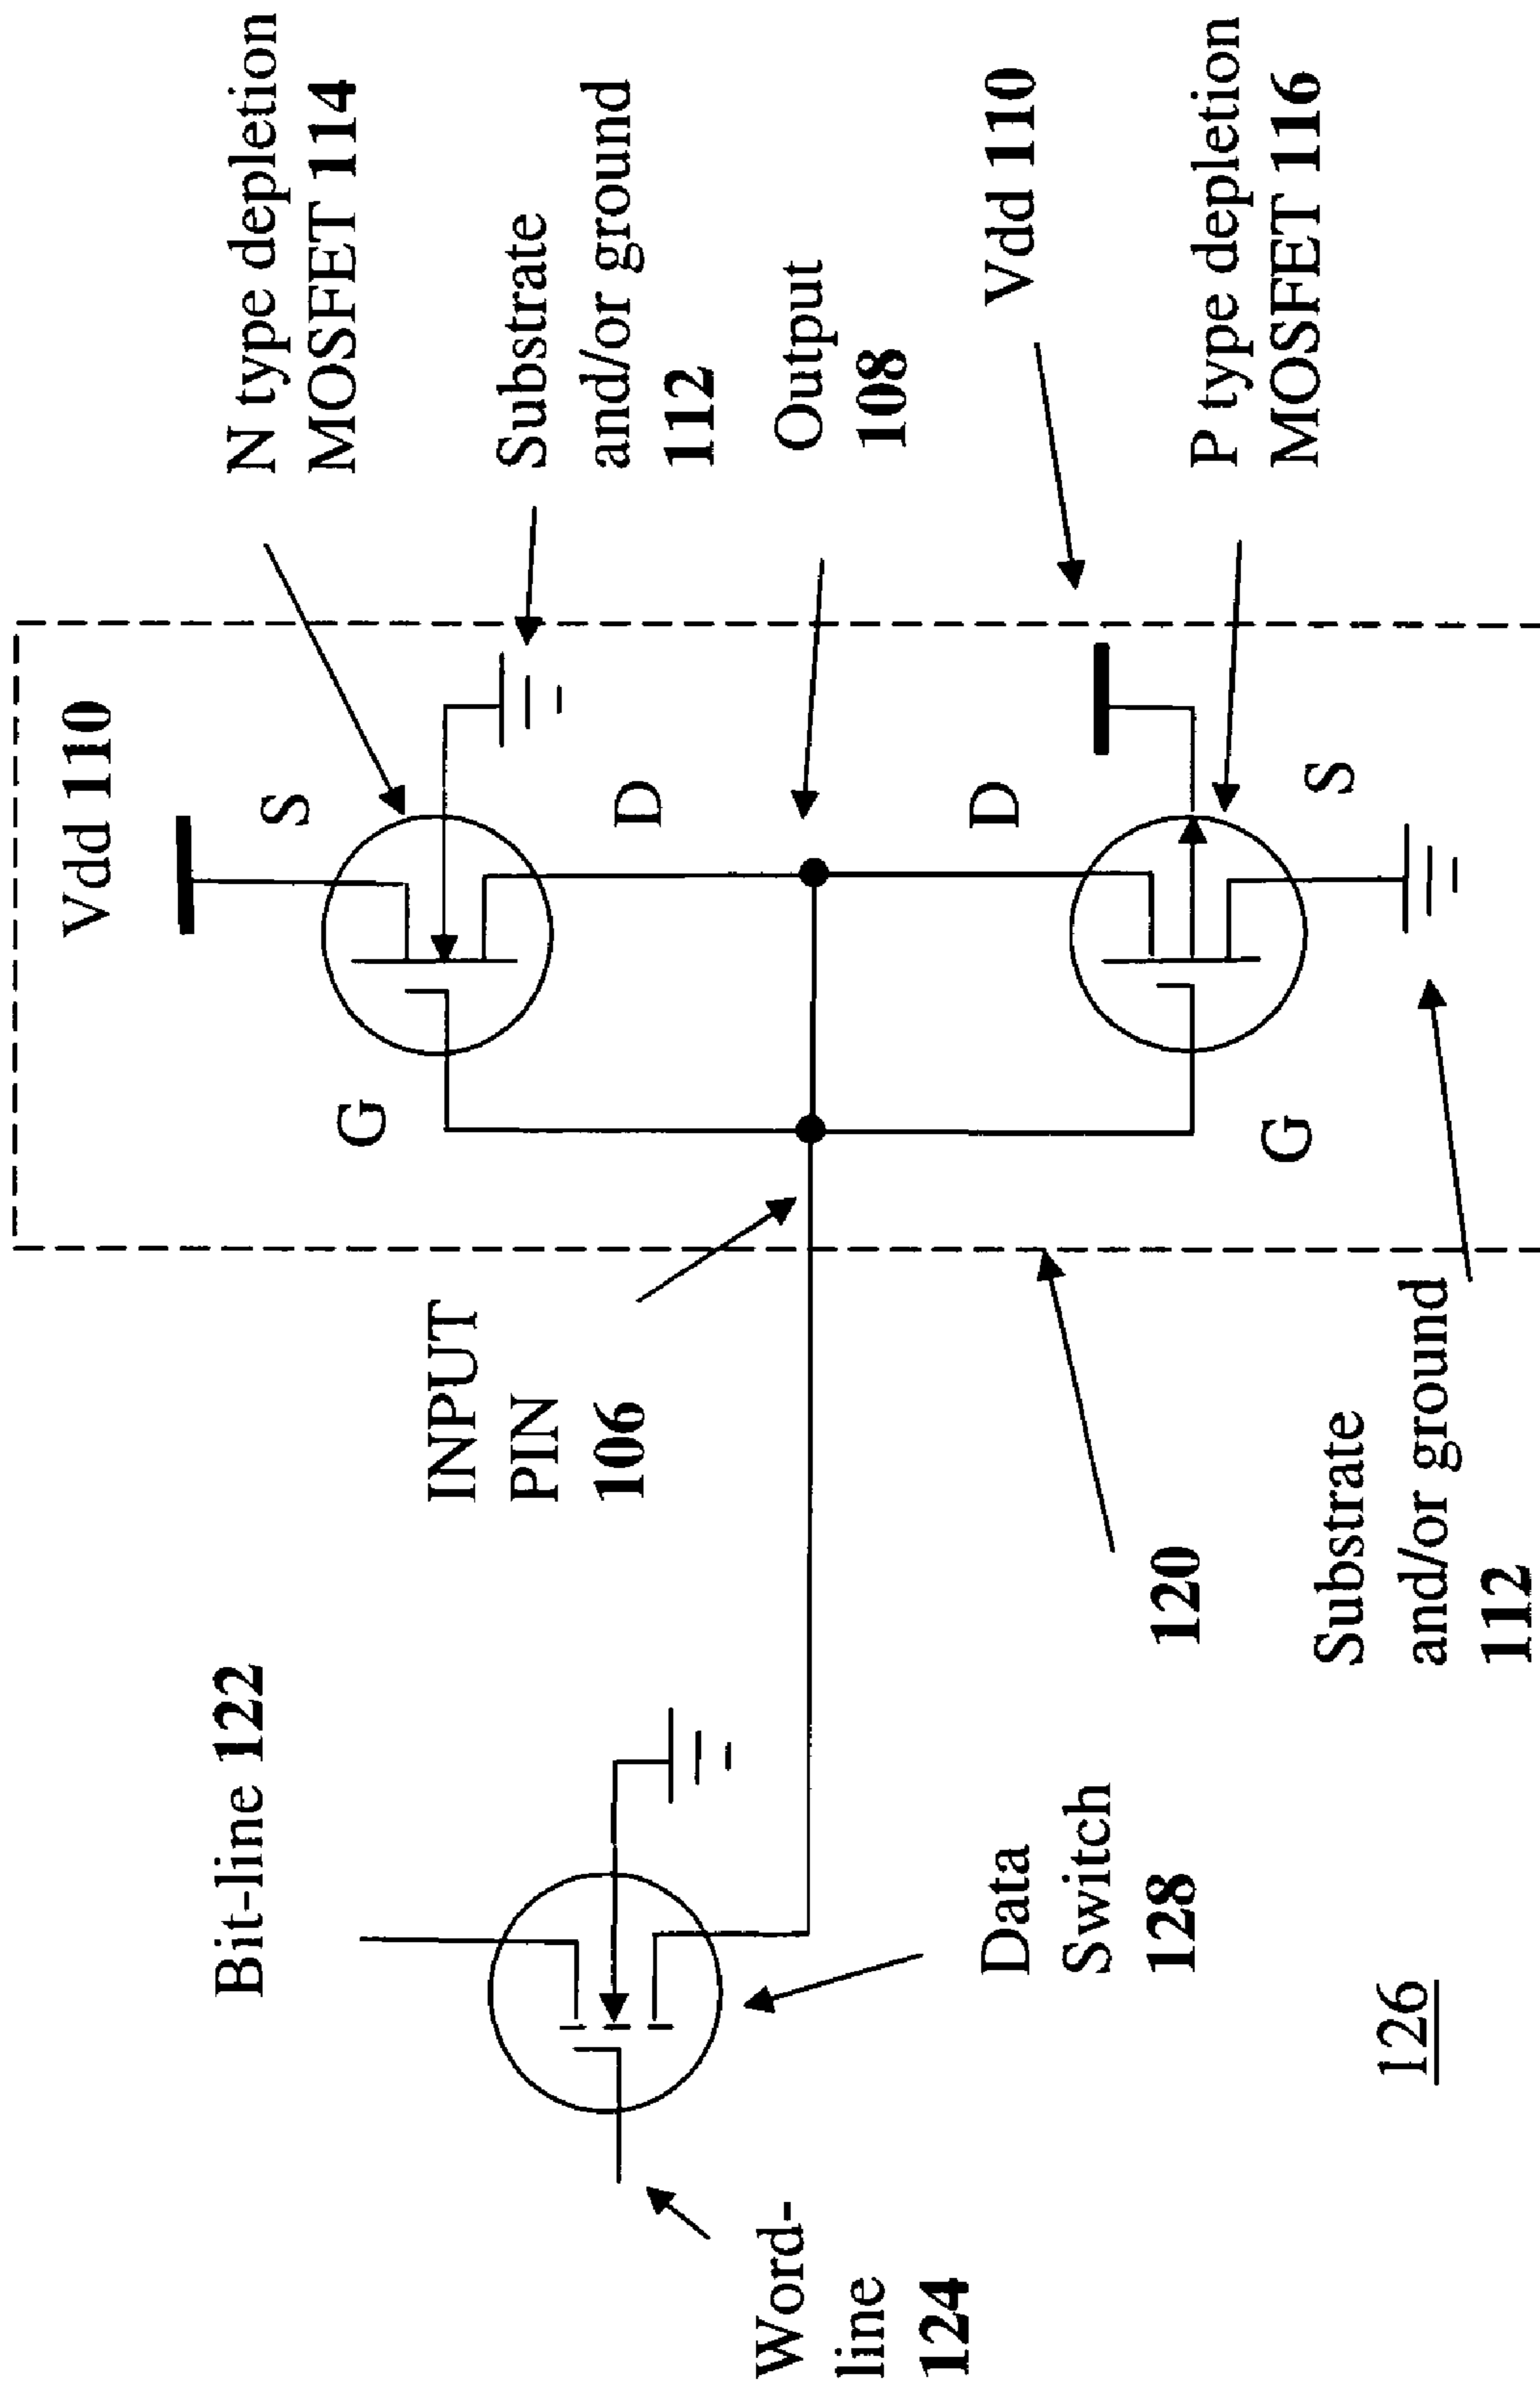 Vdd 110
S
N type depletion
MOSFET 114
Bit-line 122
G
D
Substrate
and/or ground
112
INPUT
PIN
106
Output
108
Word-
line
124
Data
Switch
128
D
Vdd 110
120
G
S
P type depletion
MOSFET 116
Substrate
and/or ground
112
126